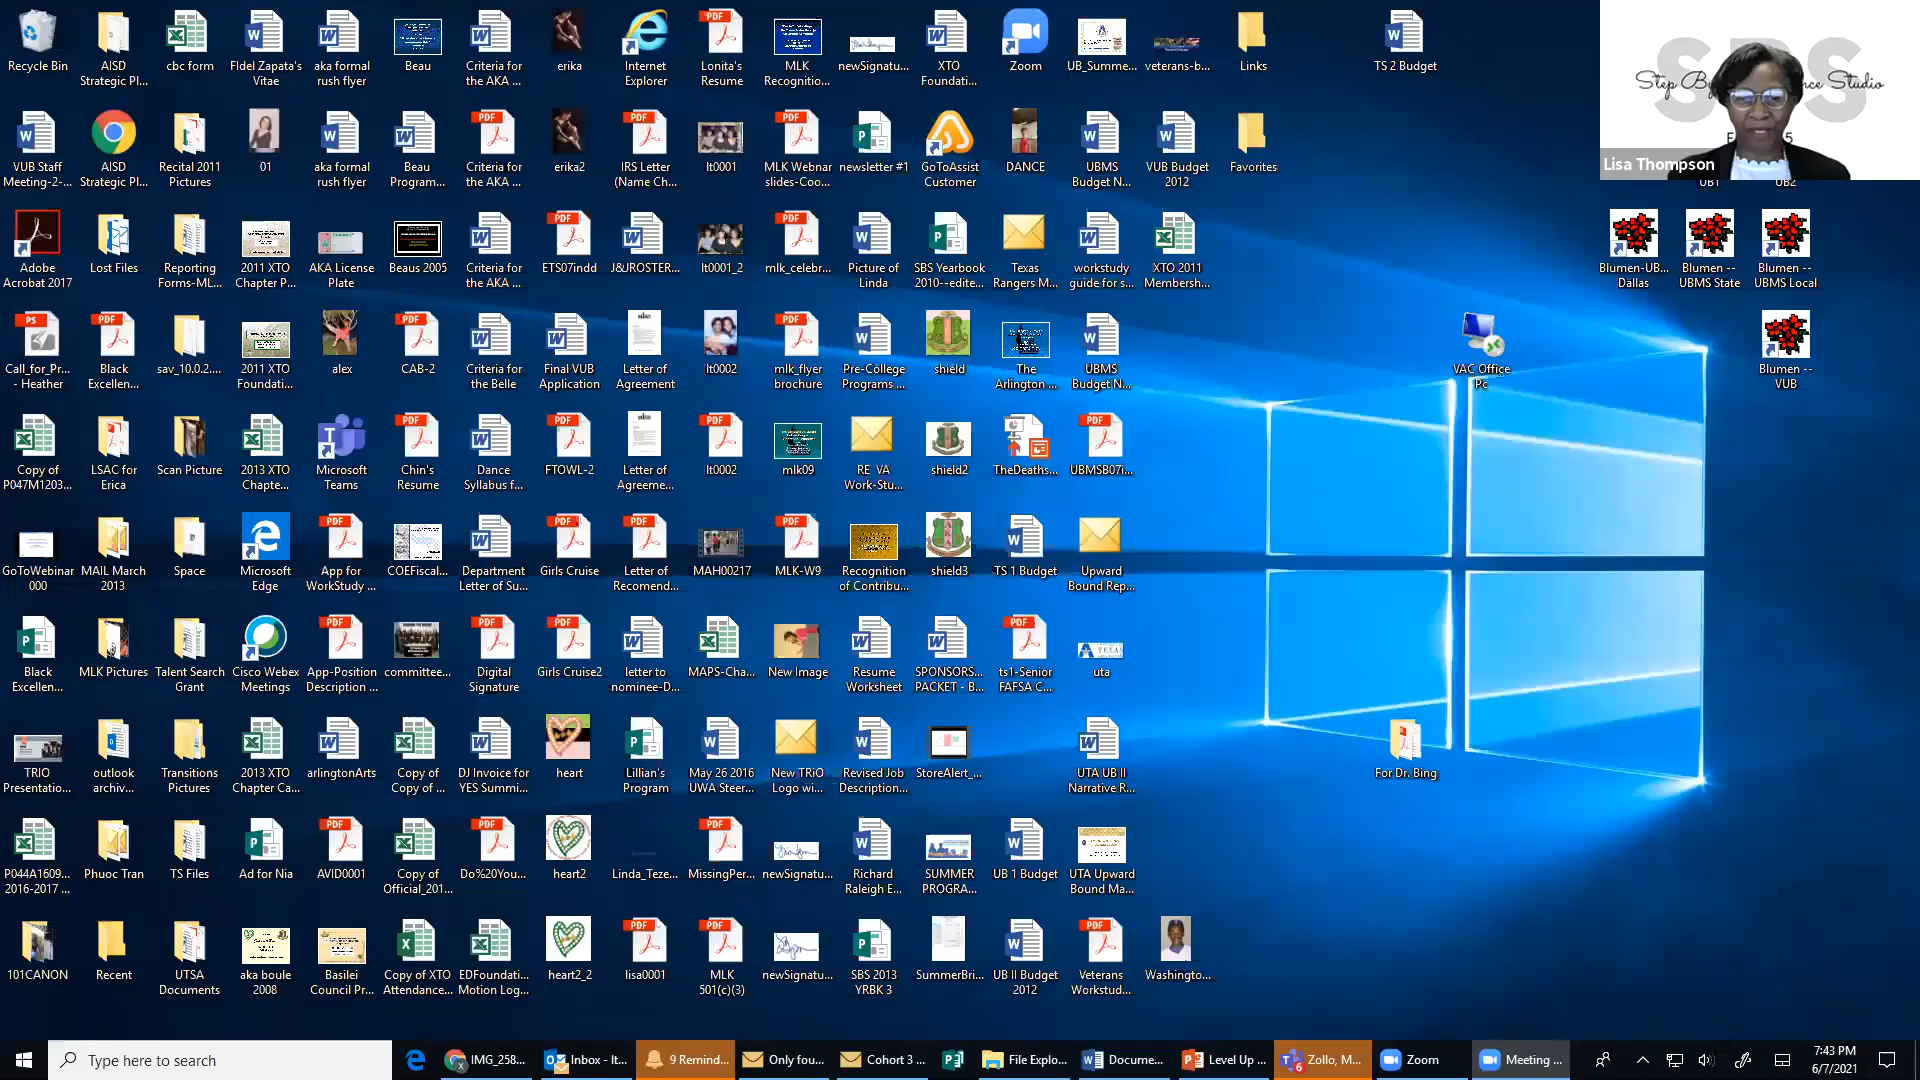 Recycle Bin
AISD
Strategic Pl...
cbc form
FIdel Zapata's
Vitae
aka formal
rush flyer
Beau
Criteria for
the AKA ...
erika
Internet
Explorer
Lonita's
Resume
MLK
Recognitio...
newSignatu...
XTO
Foundati...
Zoom
UB_Summe...
veterans-b...
Links
TS 2 Budget
VUB Staff
Meeting-2-...
AISD
Strategic Pl...
Recital 2011
Pictures
01
aka formal
rush flyer
Beau
Program...
Criteria for
the AKA ...
erika2
IRS Letter
(Name Ch...
lt0001
MLK Webnar
slides-Coo...
newsletter #1
GoToAssist
Customer
DANCE
UBMS
Budget N...
VUB Budget
2012
Favorites
Lisa Thompson
UB1
UB2
Adobe
Acrobat 2017
Lost Files
Reporting
Forms-ML...
2011 XTO
Chapter P...
AKA License
Plate
Beaus 2005
Criteria for
the AKA ...
ETS07indd
J&JROSTER...
lt0001_2
mlk_celebr...
Picture of
Linda
SBS Yearbook
2010--edite...
Texas
Rangers M...
workstudy
guide for s...
XTO 2011
Membersh...
Blumen-UB...
Dallas
Blumen --
UBMS State
Blumen --
UBMS Local
Call_for_Pr...
- Heather
Black
Excellen...
sav_10.0.2....
2011 XTO
Foundati...
alex
CAB-2
Criteria for
the Belle
Final VUB
Application
Letter of
Agreement
lt0002
mlk_flyer
brochure
Pre-College
Programs ...
shield
The
Arlington ...
UBMS
Budget N...
VAC Office
Pc
Blumen --
VUB
Copy of
P047M1203...
LSAC for
Erica
Scan Picture
2013 XTO
Chapte...
Microsoft
Teams
Chin's
Resume
Dance
Syllabus f...
FTOWL-2
Letter of
Agreeme...
lt0002
mlk09
RE VA
Work-Stu...
shield2
TheDeaths...
UBMSB07i...
GoToWebinar
000
MAIL March
2013
Space
Microsoft
Edge
App for
WorkStudy ...
COEFiscal...
Department
Letter of Su...
Girls Cruise
Letter of
Recomend...
MAH00217
MLK-W9
Recognition
of Contribu...
shield3
TS 1 Budget
Upward
Bound Rep...
Black
Excellen...
MLK Pictures
Talent Search
Grant
Cisco Webex
Meetings
App-Position
Description ...
committee...
Digital
Signature
Girls Cruise2
letter to
nominee-D...
MAPS-Cha...
New Image
Resume
Worksheet
SPONSORS...
PACKET - B...
ts1-Senior
FAFSA C...
uta
TRIO
Presentatio...
outlook
archiv...
Transitions
Pictures
2013 XTO
Chapter Ca...
arlingtonArts
Copy of
Copy of ...
DJ Invoice for
YES Summi...
heart
Lillian's
Program
May 26 2016
UWA Steer...
New TRiO
Logo wi...
Revised Job
Description...
StoreAlert_...
UTA UB II
Narrative R...
For Dr. Bing
P044A1609...
2016-2017 ...
Phuoc Tran
TS Files
Ad for Nia
AVID0001
Copy of
Official_201...
Do%20You...
heart2
Linda_Teze...
MissingPer...
newSignatu...
Richard
Raleigh E...
SUMMER
PROGRA...
UB 1 Budget
UTA Upward
Bound Ma...
101CANON
Recent
UTSA
Documents
aka boule
2008
Basilei
Council Pr...
Copy of XTO
Attendance...
EDFoundati...
Motion Log...
heart2_2
lisa0001
MLK
501(c)(3)
newSignatu...
SBS 2013
YRBK 3
SummerBri...
UB II Budget
2012
Veterans
Workstud...
Washingto...
Type here to search
IMG_258...
Inbox - lt...
9 Remind...
Only fou...
Cohort 3 ...
File Explo...
Docume...
Level Up ...
Zollo, M...
Zoom
Meeting ...
7:43 PM
6/7/2021